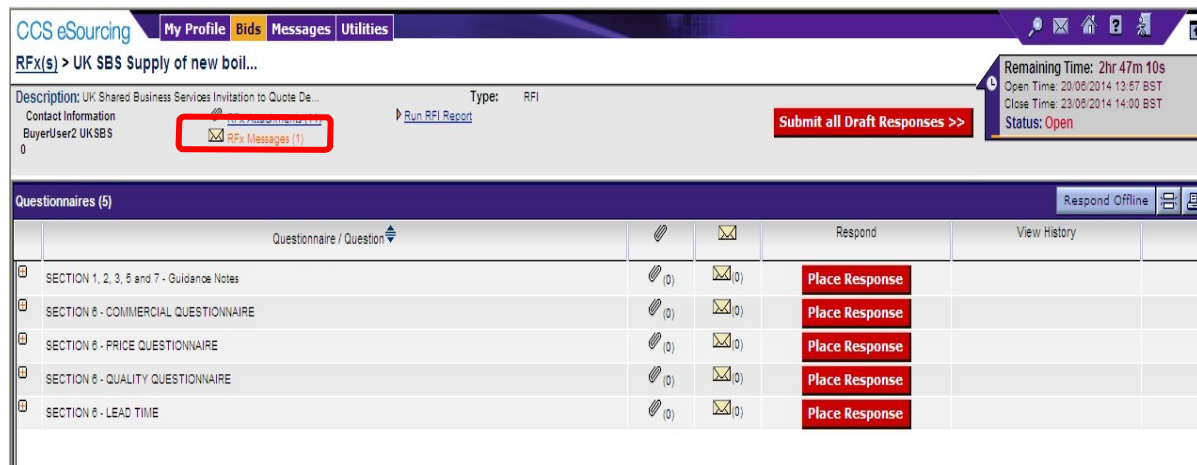 CCS eSourcing My Profile Bids Messages Utilities
RFx(s) > UK SBS Supply of new boil...
Remaining Time: 2hr 47m 10s
Open Time: 20/06/2014 13:57 BST
Close Time: 23/06/2014 14:00 BST
Status: Open
Description: UK Shared Business Services Invitation to Quote De... Type: RFI
Contact Information RFx Attachments (11) Run RFI Report
BuyerUser2 UKSBS RFx Messages (1)
0
Submit all Draft Responses >>
Questionnaires (5) Respond Offline
Questionnaire / Question Respond View History
SECTION 1, 2, 3, 5 and 7 - Guidance Notes (0) (0) Place Response
SECTION 6 - COMMERCIAL QUESTIONNAIRE (0) (0) Place Response
SECTION 6 - PRICE QUESTIONNAIRE (0) (0) Place Response
SECTION 6 - QUALITY QUESTIONNAIRE (0) (0) Place Response
SECTION 6 - LEAD TIME (0) (0) Place Response